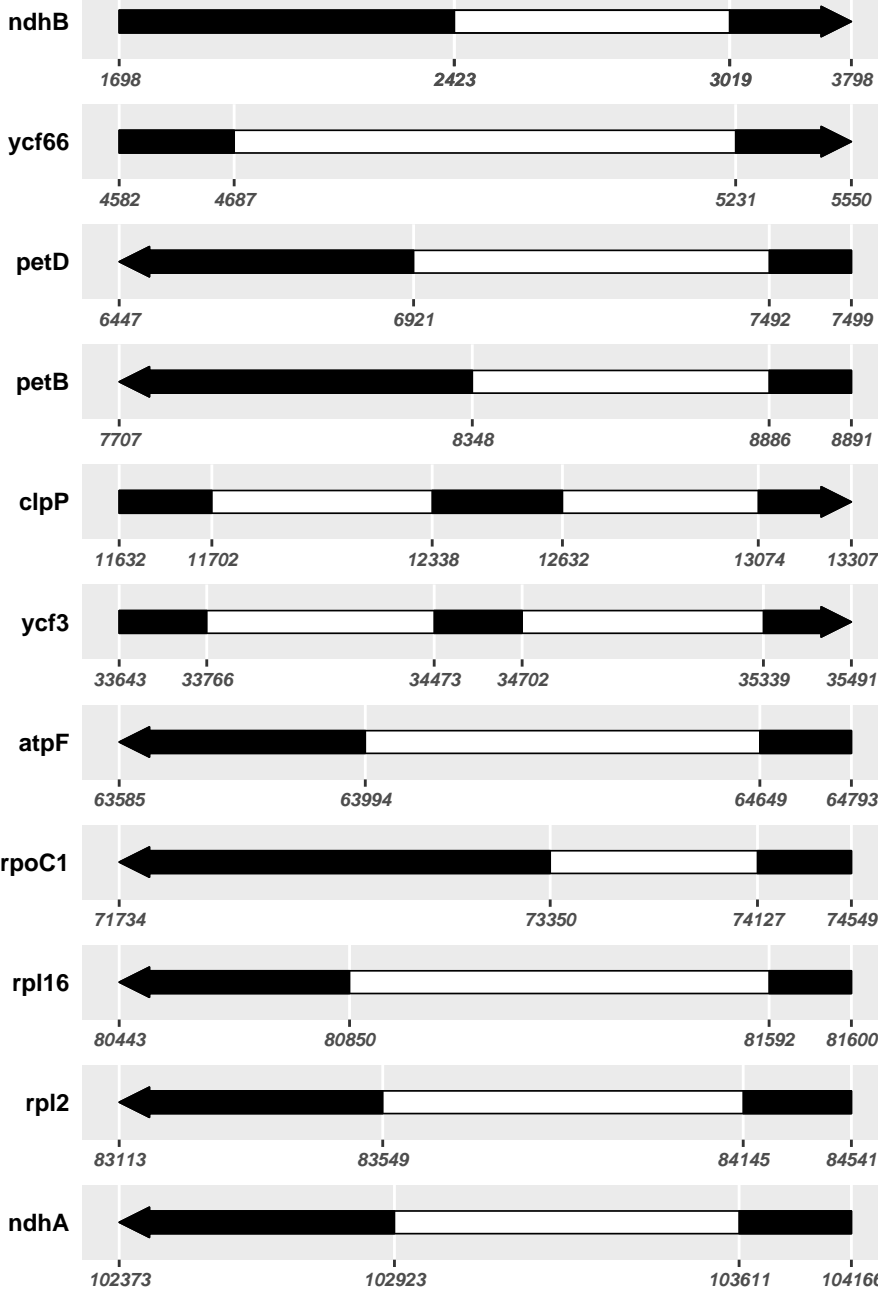 ndhB
1698 2423 3019 3798
ycf66
4582 4687 5231 5550
petD
6447 6921 7492 7499
petB
7707 8348 8886 8891
clpP
11632 11702 12338 12632 13074 13307
ycf3
33643 33766 34473 34702 35339 35491
atpF
63585 63994 64649 64793
rpoC1
71734 73350 74127 74549
rpl16
80443 80850 81592 81600
rpl2
83113 83549 84145 84541
ndhA
102373 102923 103611 104166